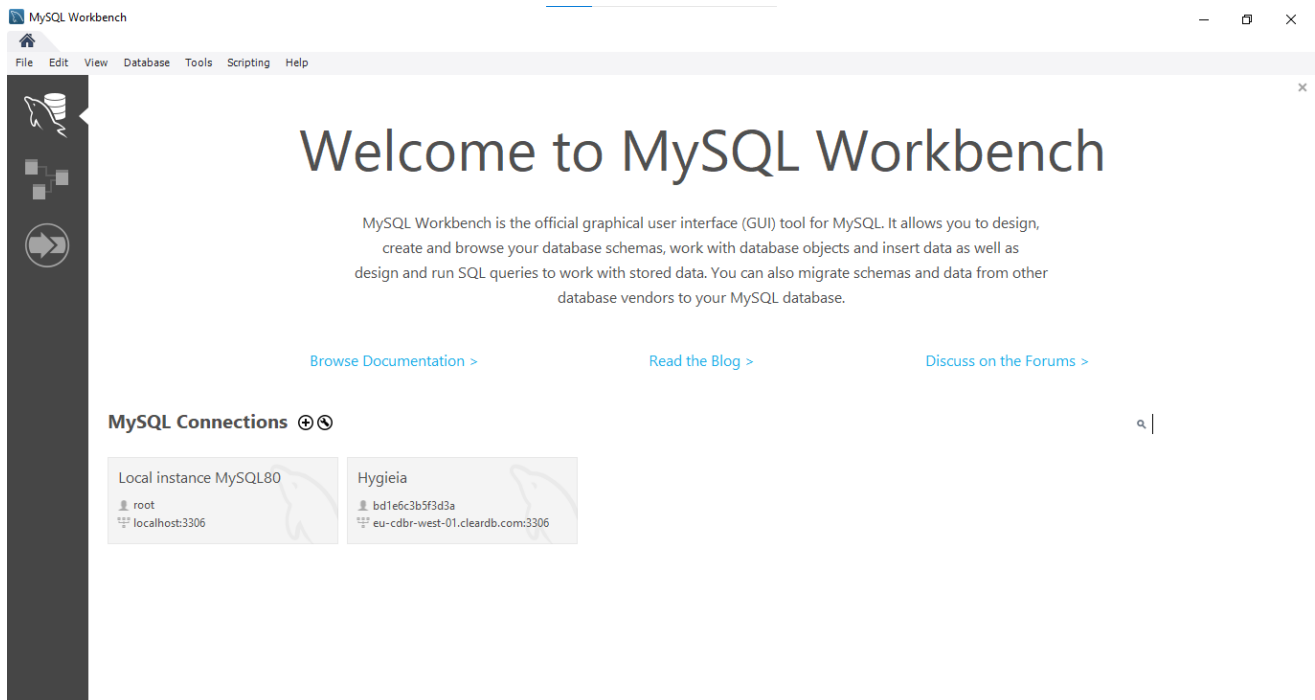 MySQL Workbench
File Edit View Database Tools Scripting Help
Welcome to MySQL Workbench
MySQL Workbench is the official graphical user interface (GUI) tool for MySQL. It allows you to design,
create and browse your database schemas, work with database objects and insert data as well as
design and run SQL queries to work with stored data. You can also migrate schemas and data from other
database vendors to your MySQL database.
Browse Documentation > Read the Blog > Discuss on the Forums >
MySQL Connections
Local instance MySQL80
root
localhost:3306
Hygieia
bd1e6c3b5f3d3a
eu-cdbr-west-01.cleardb.com:3306